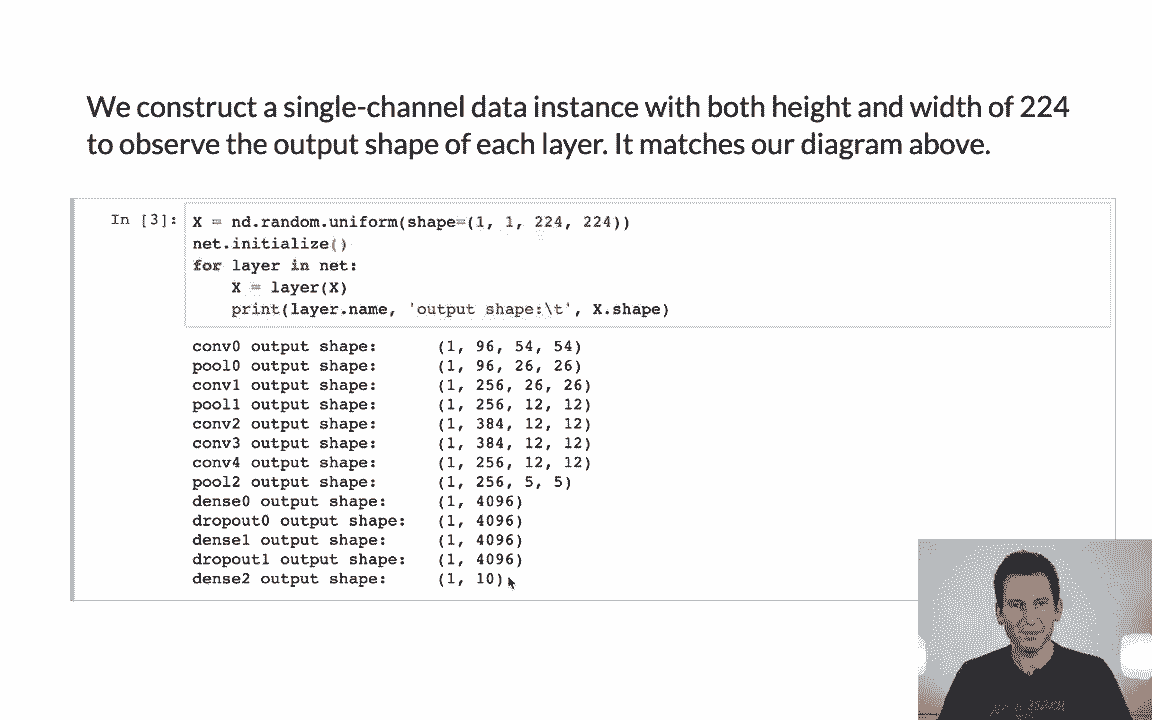 We construct a single-channel data instance with both height and width of 224
to observe the output shape of each layer. It matches our diagram above.
In [3]: X = nd.random.uniform(shape=(1, 1, 224, 224))
net.initialize()
for layer in net:
    X = layer(X)
    print(layer.name, 'output shape:\t', X.shape)
conv0 output shape: (1, 96, 54, 54)
pool0 output shape: (1, 96, 26, 26)
conv1 output shape: (1, 256, 26, 26)
pool1 output shape: (1, 256, 12, 12)
conv2 output shape: (1, 384, 12, 12)
conv3 output shape: (1, 384, 12, 12)
conv4 output shape: (1, 256, 12, 12)
pool2 output shape: (1, 256, 5, 5)
dense0 output shape: (1, 4096)
dropout0 output shape: (1, 4096)
dense1 output shape: (1, 4096)
dropout1 output shape: (1, 4096)
dense2 output shape: (1, 10)